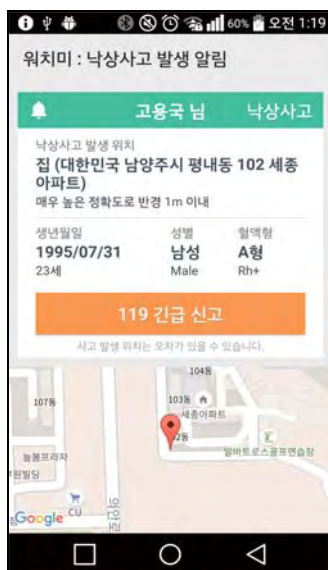 60% 오전 1:19
워치미 : 낙상사고 발생 알림
고용국 님 낙상사고
낙상사고 발생 위치
집 (대한민국 남양주시 평내동 102 세종
아파트)
매우 높은 정확도로 반경 1m 이내
생년월일 성별 혈액형
1995/07/31 남성 A형
23세 Male Rh+
119 긴급 신고
사고 발생 위치는 오차가 있을 수 있습니다.
104동
107동 103동
세종아파트
02동
늘봄프라자 알바트로스골프연습장
빌딩
CU
Google